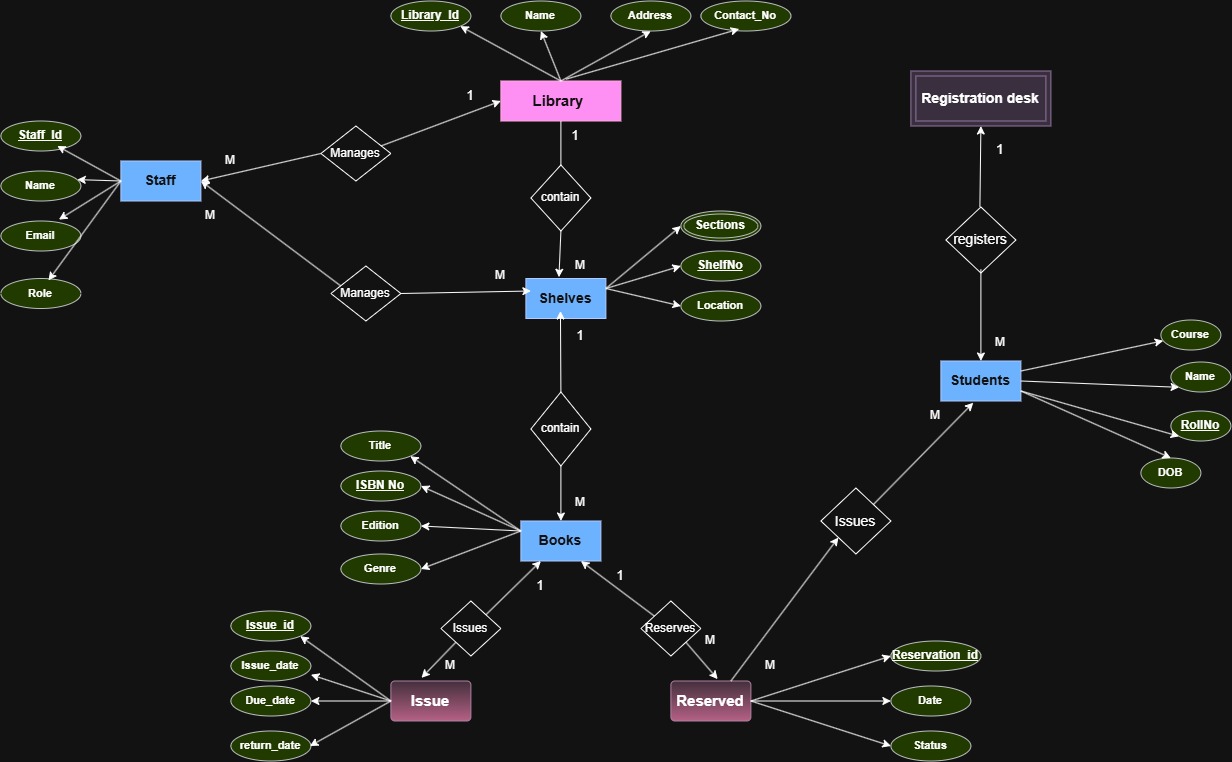 Library_Id
Name
Address
Contact_No
Library
1
Registration desk
Staff_Id
Name
Email
Role
Staff
M
Manages
M
Manages
M
1
contain
M
Sections
ShelfNo
Location
Shelves
1
contain
M
1
registers
M
Students
Course
Name
RollNo
DOB
M
Issues
M
Title
ISBN No
Edition
Genre
Books
1
Issues
M
1
Reserves
M
Issue_id
Issue_date
Due_date
return_date
Issue
Reserved
Reservation_id
Date
Status